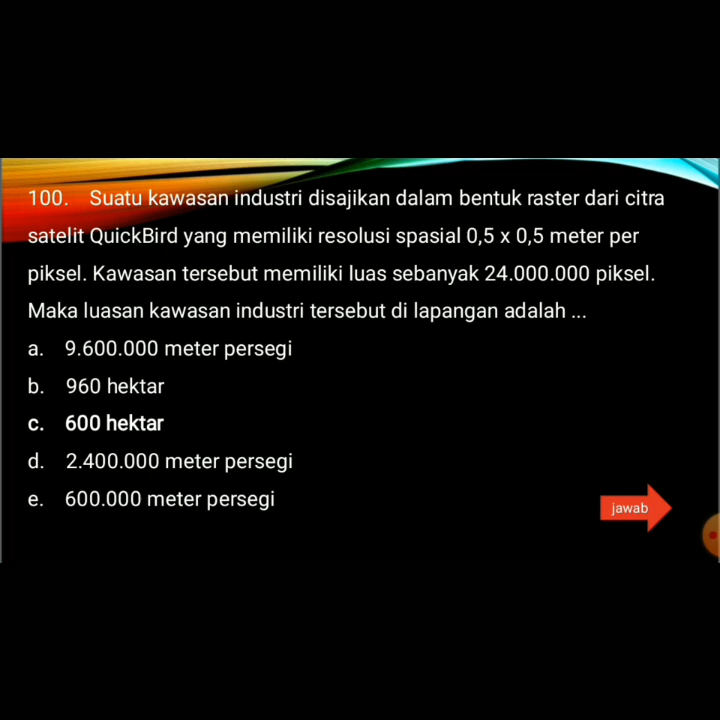 100. Suatu kawasan industri disajikan dalam bentuk raster dari citra
satelit QuickBird yang memiliki resolusi spasial 0,5 x 0,5 meter per
piksel. Kawasan tersebut memiliki luas sebanyak 24.000.000 piksel.
Maka luasan kawasan industri tersebut di lapangan adalah ...
a. 9.600.000 meter persegi
b. 960 hektar
c. 600 hektar
d. 2.400.000 meter persegi
e. 600.000 meter persegi
jawab